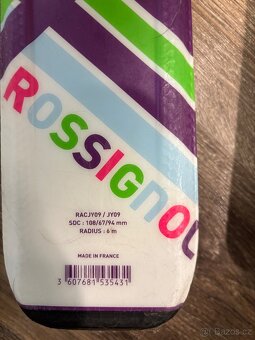 ROSSIGNOL
RACJY09 / JY09
SDC : 108/67/94 mm
RADIUS : 6 m
MADE IN FRANCE
3 607681 535431
Bazos.cz